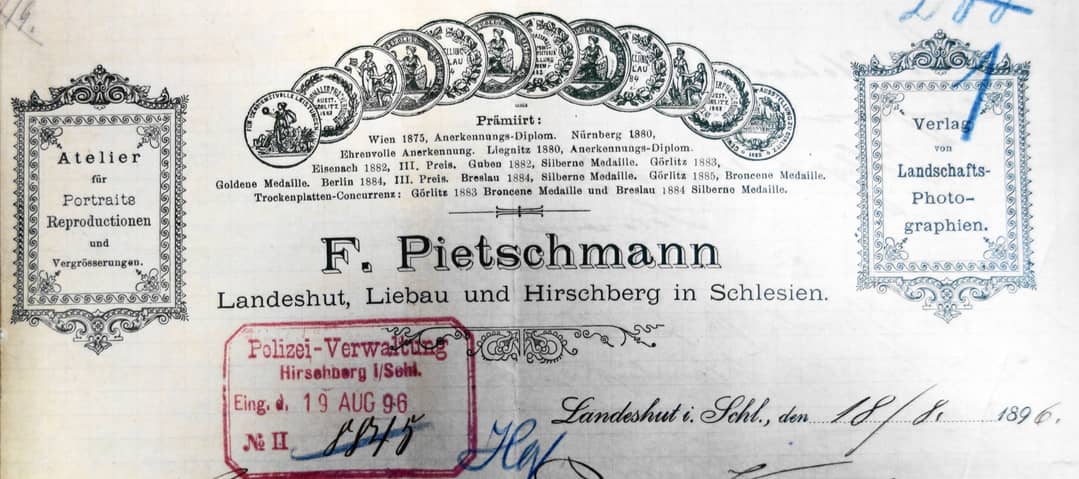 Prämiirt:
Wien 1875, Anerkennungs-Diplom. Nürnberg 1880,
Ehrenvolle Anerkennung. Liegnitz 1880, Anerkennungs-Diplom.
Eisenach 1882, III. Preis. Guben 1882, Silberne Medaille. Görlitz 1883,
Goldene Medaille. Berlin 1884, III. Preis. Breslau 1884, Silberne Medaille. Görlitz 1885, Broncene Medaille.
Trockenplatten-Concurrenz: Görlitz 1883 Broncene Medaille und Breslau 1884 Silberne Medaille.
Atelier
für
Portraits
Reproductionen
und
Vergrösserungen.
Verlag
von
Landschafts-
Photo-
graphien.
F. Pietschmann
Landeshut, Liebau und Hirschberg in Schlesien.
Polizei-Verwaltung
Hirschberg i/Schl.
Eing. d. 19 AUG 96
№ II 8845
Landeshut i. Schl., den 18/8. 1896.